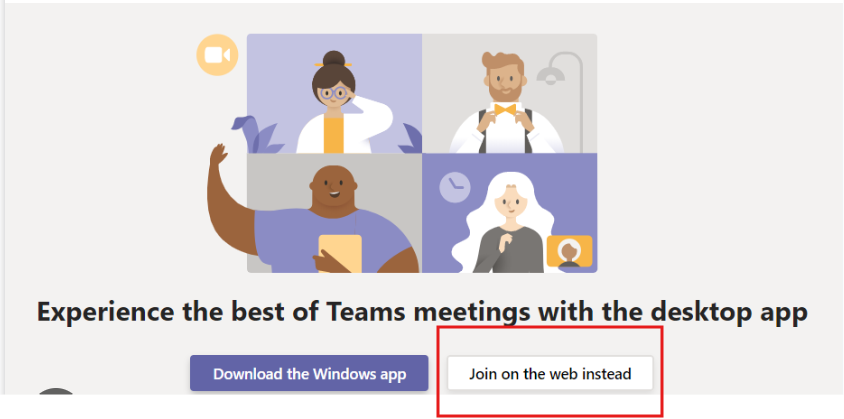 Experience the best of Teams meetings with the desktop app
Download the Windows app
Join on the web instead